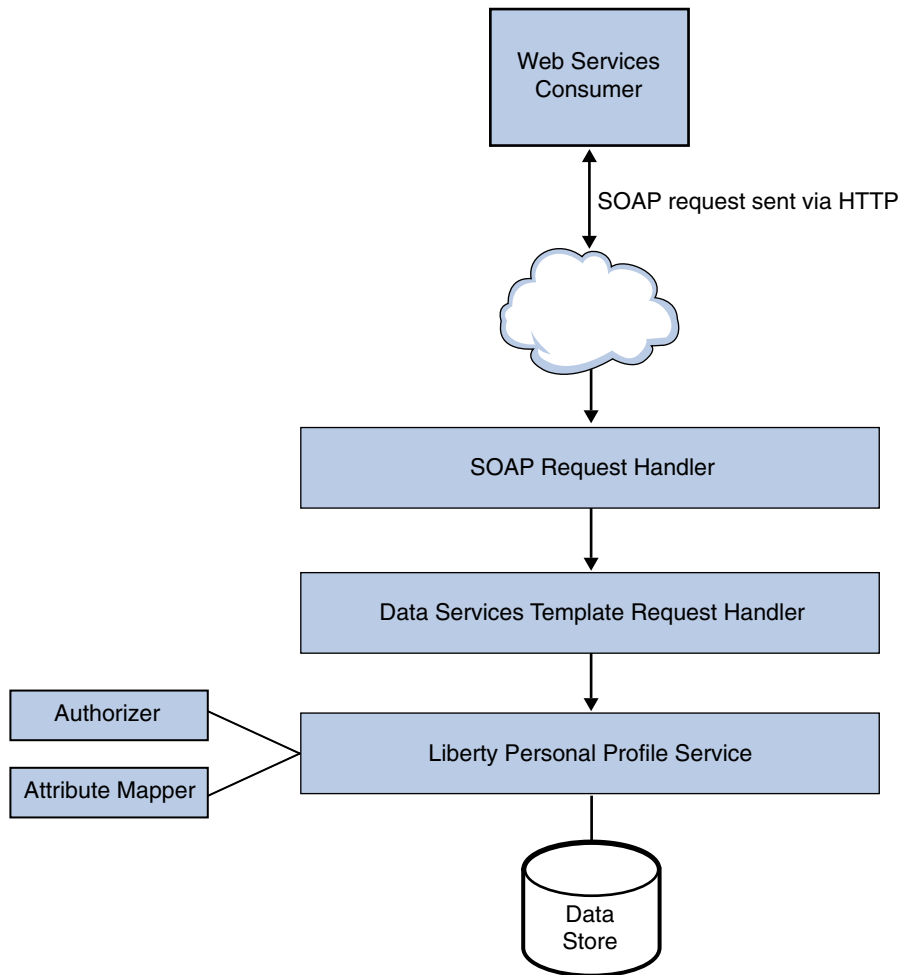 Web Services
Consumer
SOAP request sent via HTTP
SOAP Request Handler
Data Services Template Request Handler
Authorizer
Liberty Personal Profile Service
Attribute Mapper
Data
Store